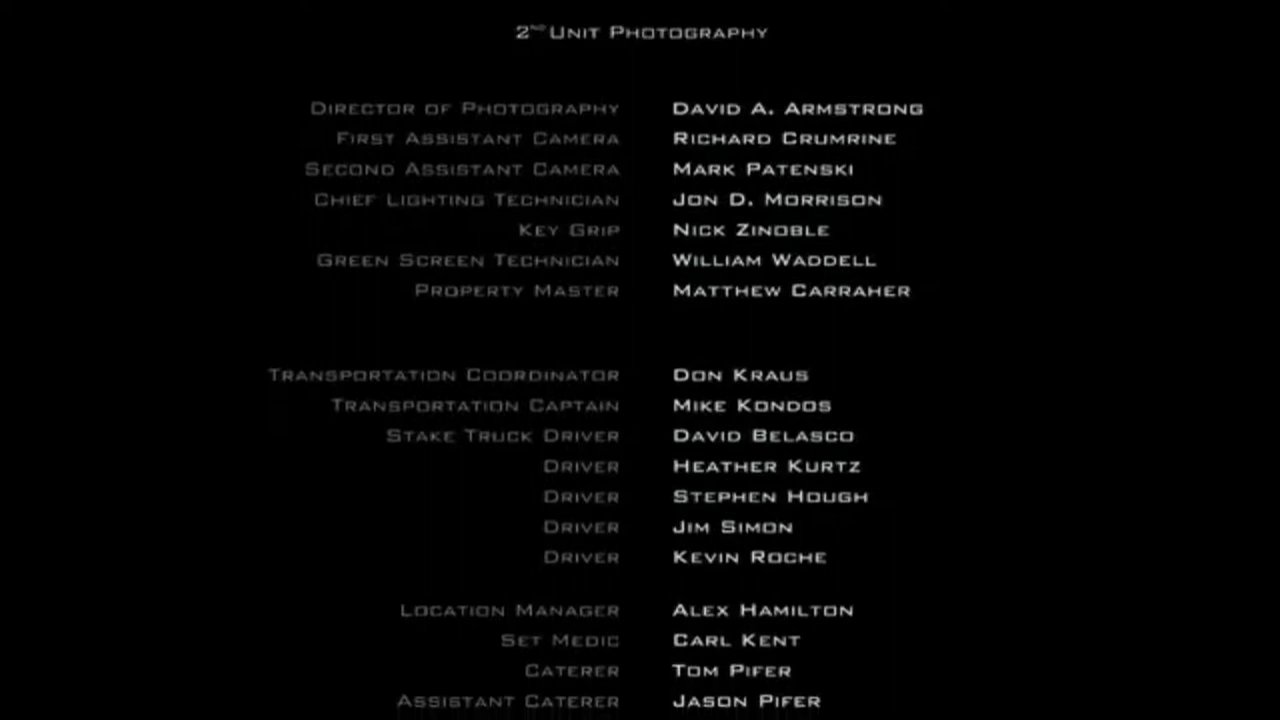 2ND UNIT PHOTOGRAPHY
DIRECTOR OF PHOTOGRAPHY DAVID A. ARMSTRONG
FIRST ASSISTANT CAMERA RICHARD CRUMRINE
SECOND ASSISTANT CAMERA MARK PATENSKI
CHIEF LIGHTING TECHNICIAN JON D. MORRISON
KEY GRIP NICK ZINOBLE
GREEN SCREEN TECHNICIAN WILLIAM WADDELL
PROPERTY MASTER MATTHEW CARRAHER
TRANSPORTATION COORDINATOR DON KRAUS
TRANSPORTATION CAPTAIN MIKE KONDOS
STAKE TRUCK DRIVER DAVID BELASCO
DRIVER HEATHER KURTZ
DRIVER STEPHEN HOUGH
DRIVER JIM SIMON
DRIVER KEVIN ROCHE
LOCATION MANAGER ALEX HAMILTON
SET MEDIC CARL KENT
CATERER TOM PIFER
ASSISTANT CATERER JASON PIFER